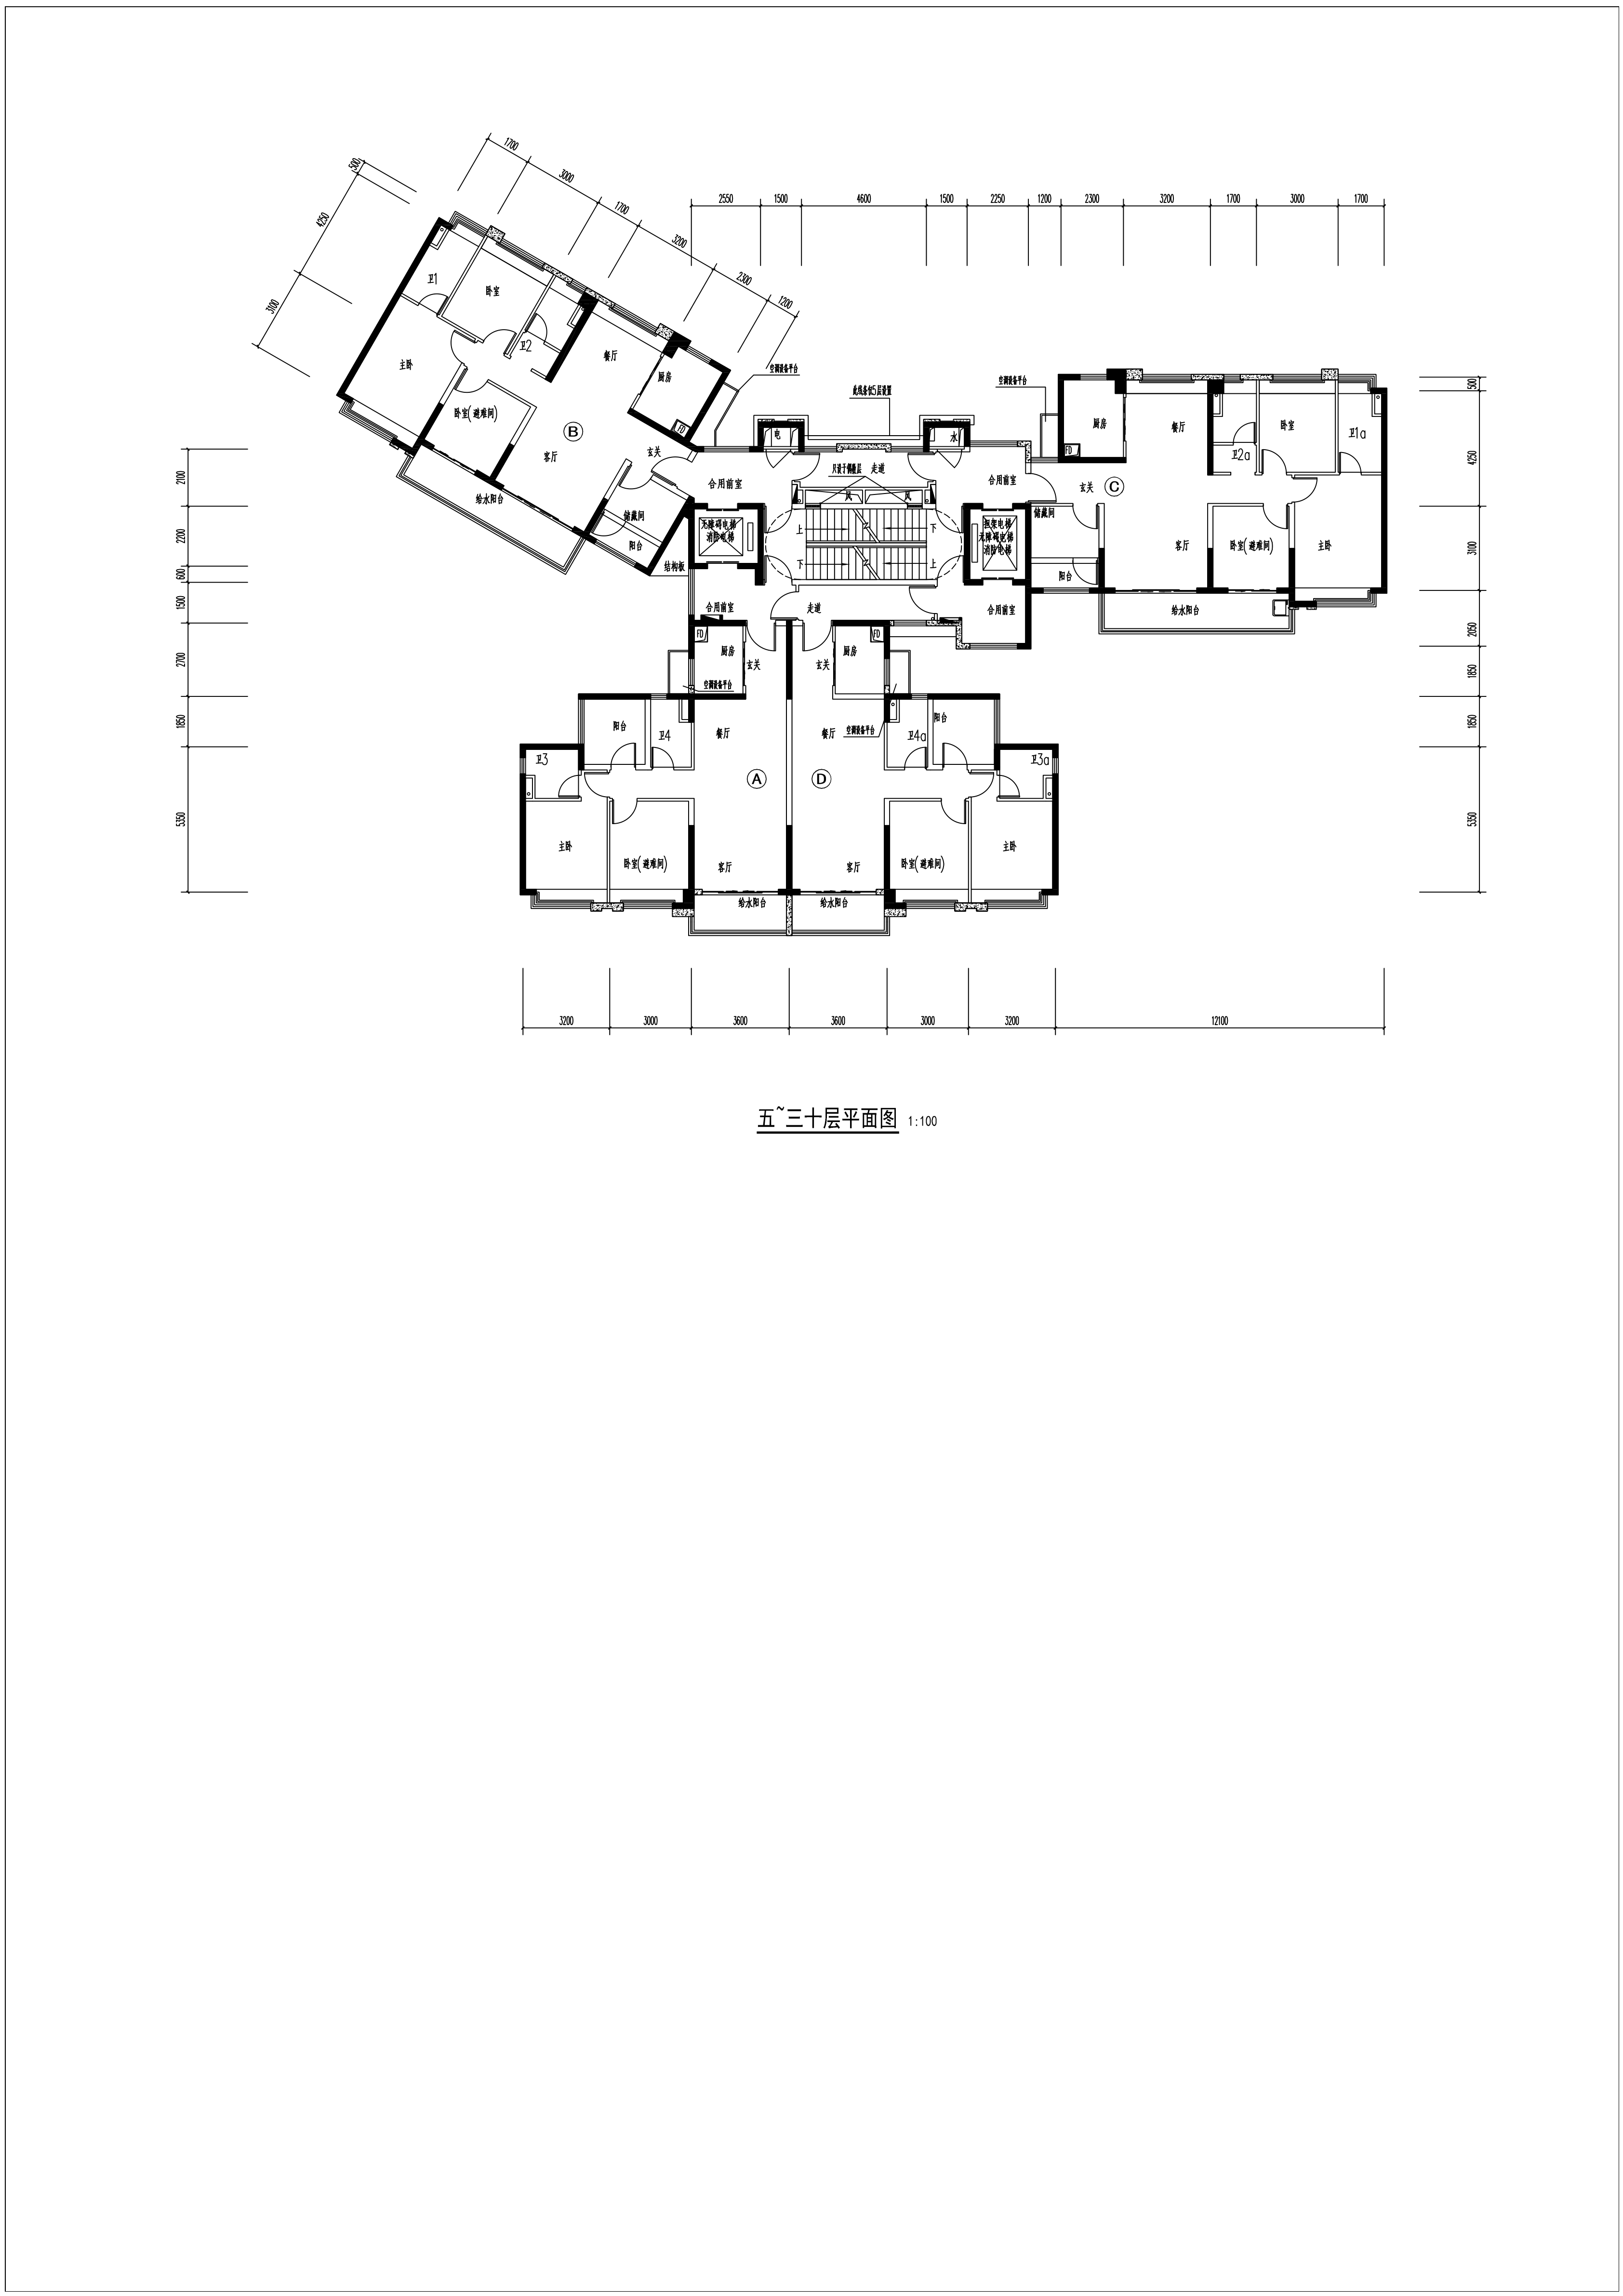 1700
500
3000
4250
1700
3200
2300
1200
3100
2550
1500
4600
1500
2250
1200
2300
3200
1700
3000
1700
卫1
卧室
卫2
餐厅
主卧
厨房
卧室(避难间)
FD
B
客厅
玄关
给水阳台
储藏间
阳台
结构板
空调设备平台
此线条仅5层设置
空调设备平台
电
水
只设于偶数层
走道
合用前室
合用前室
风
风
无障碍电梯
消防电梯
上
下
下
上
担架电梯
无障碍电梯
消防电梯
合用前室
走道
合用前室
厨房
FD
餐厅
卧室
卫1a
卫2a
玄关
C
储藏间
客厅
卧室(避难间)
主卧
阳台
给水阳台
500
4250
3100
2050
1850
1850
5350
2100
2200
600
1500
2700
1850
5350
FD
厨房
玄关
玄关
厨房
FD
空调设备平台
空调设备平台
阳台
卫4
餐厅
餐厅
卫4a
阳台
卫3
卫3a
A
D
主卧
卧室(避难间)
客厅
客厅
卧室(避难间)
主卧
给水阳台
给水阳台
3200
3000
3600
3600
3000
3200
12100
五~三十层平面图 1:100